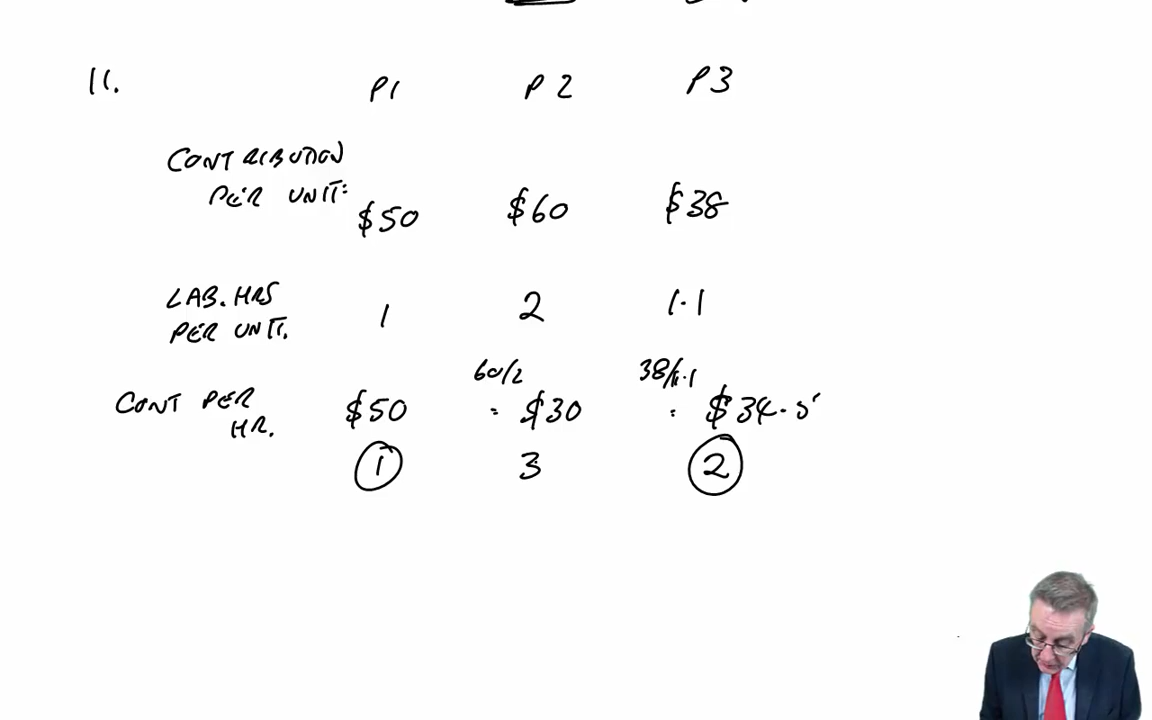 11. P1 P2 P3
CONTRIBUTION
PER UNIT: $50 $60 $38
LAB. HRS
PER UNIT. 1 2 1.1
60/2 38/1.1
CONT PER
HR. $50 = $30 = $34.5
1 3 2